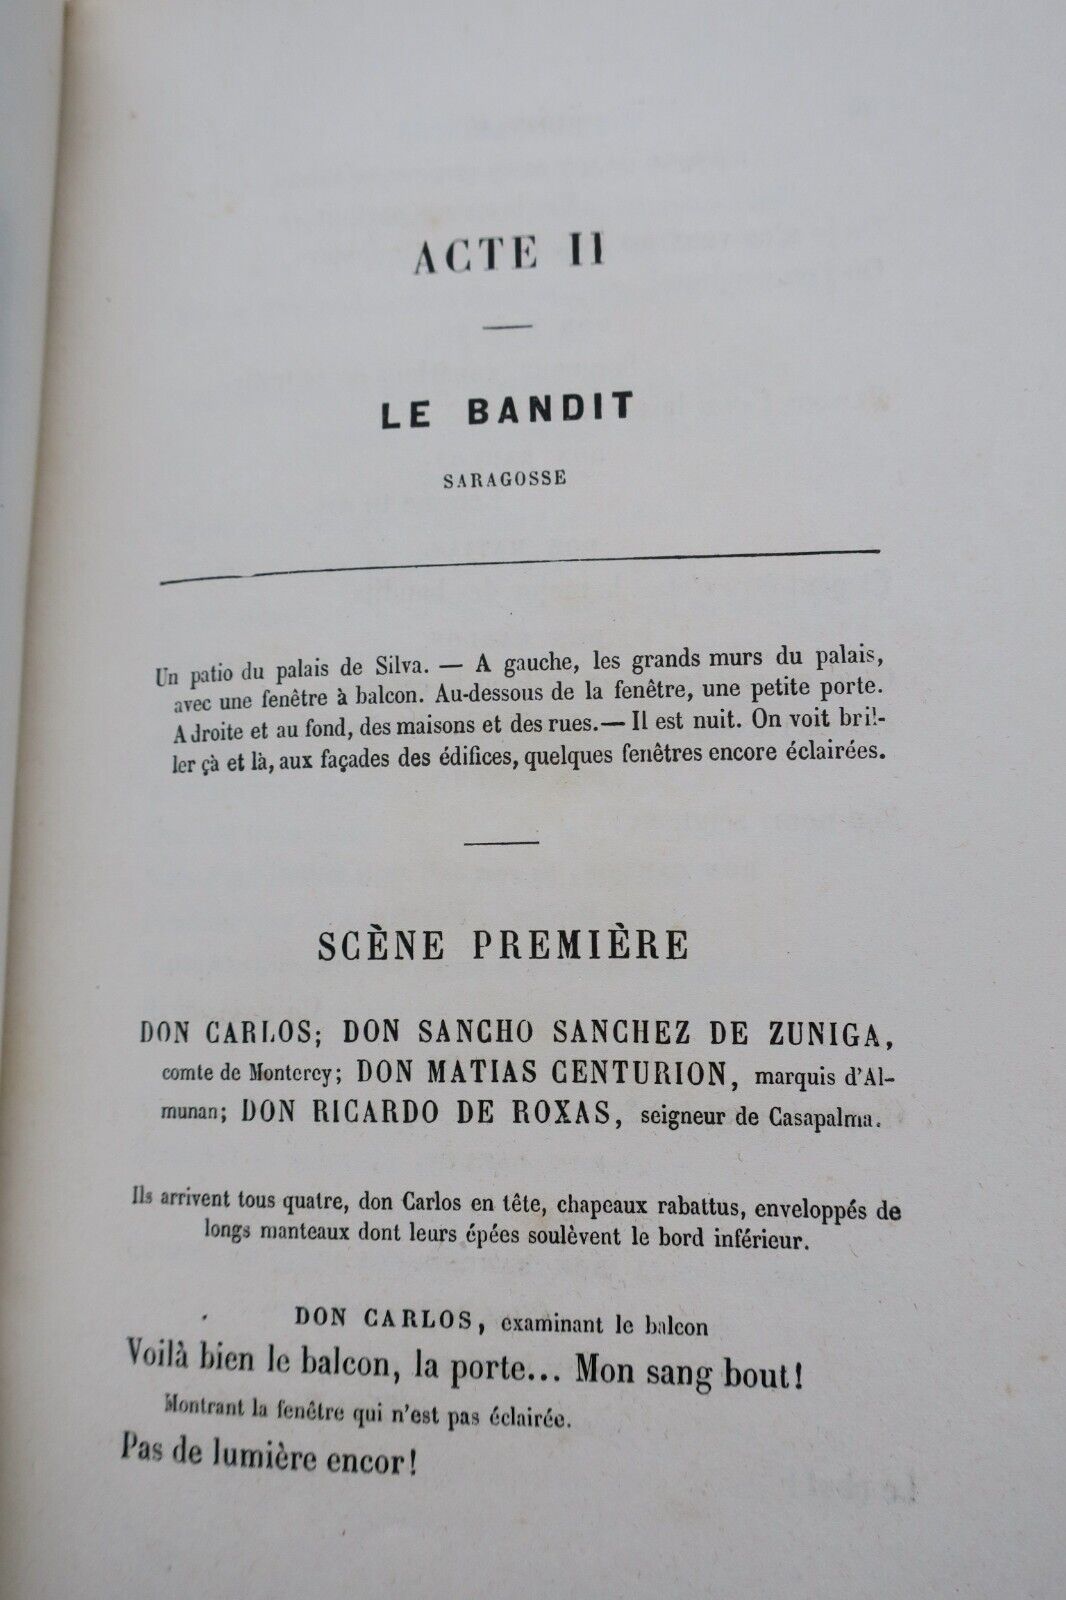 ACTE II
LE BANDIT
SARAGOSSE
Un patio du palais de Silva. — A gauche, les grands murs du palais,
avec une fenêtre à balcon. Au-dessous de la fenêtre, une petite porte.
A droite et au fond, des maisons et des rues. — Il est nuit. On voit bril-
ler çà et là, aux façades des édifices, quelques fenêtres encore éclairées.
SCÈNE PREMIÈRE
DON CARLOS; DON SANCHO SANCHEZ DE ZUNIGA,
comte de Monterey; DON MATIAS CENTURION, marquis d'Al-
munan; DON RICARDO DE ROXAS, seigneur de Casapalma.
Ils arrivent tous quatre, don Carlos en tête, chapeaux rabattus, enveloppés de
longs manteaux dont leurs épées soulèvent le bord inférieur.
DON CARLOS, examinant le balcon
Voilà bien le balcon, la porte... Mon sang bout!
Montrant la fenêtre qui n'est pas éclairée.
Pas de lumière encor!